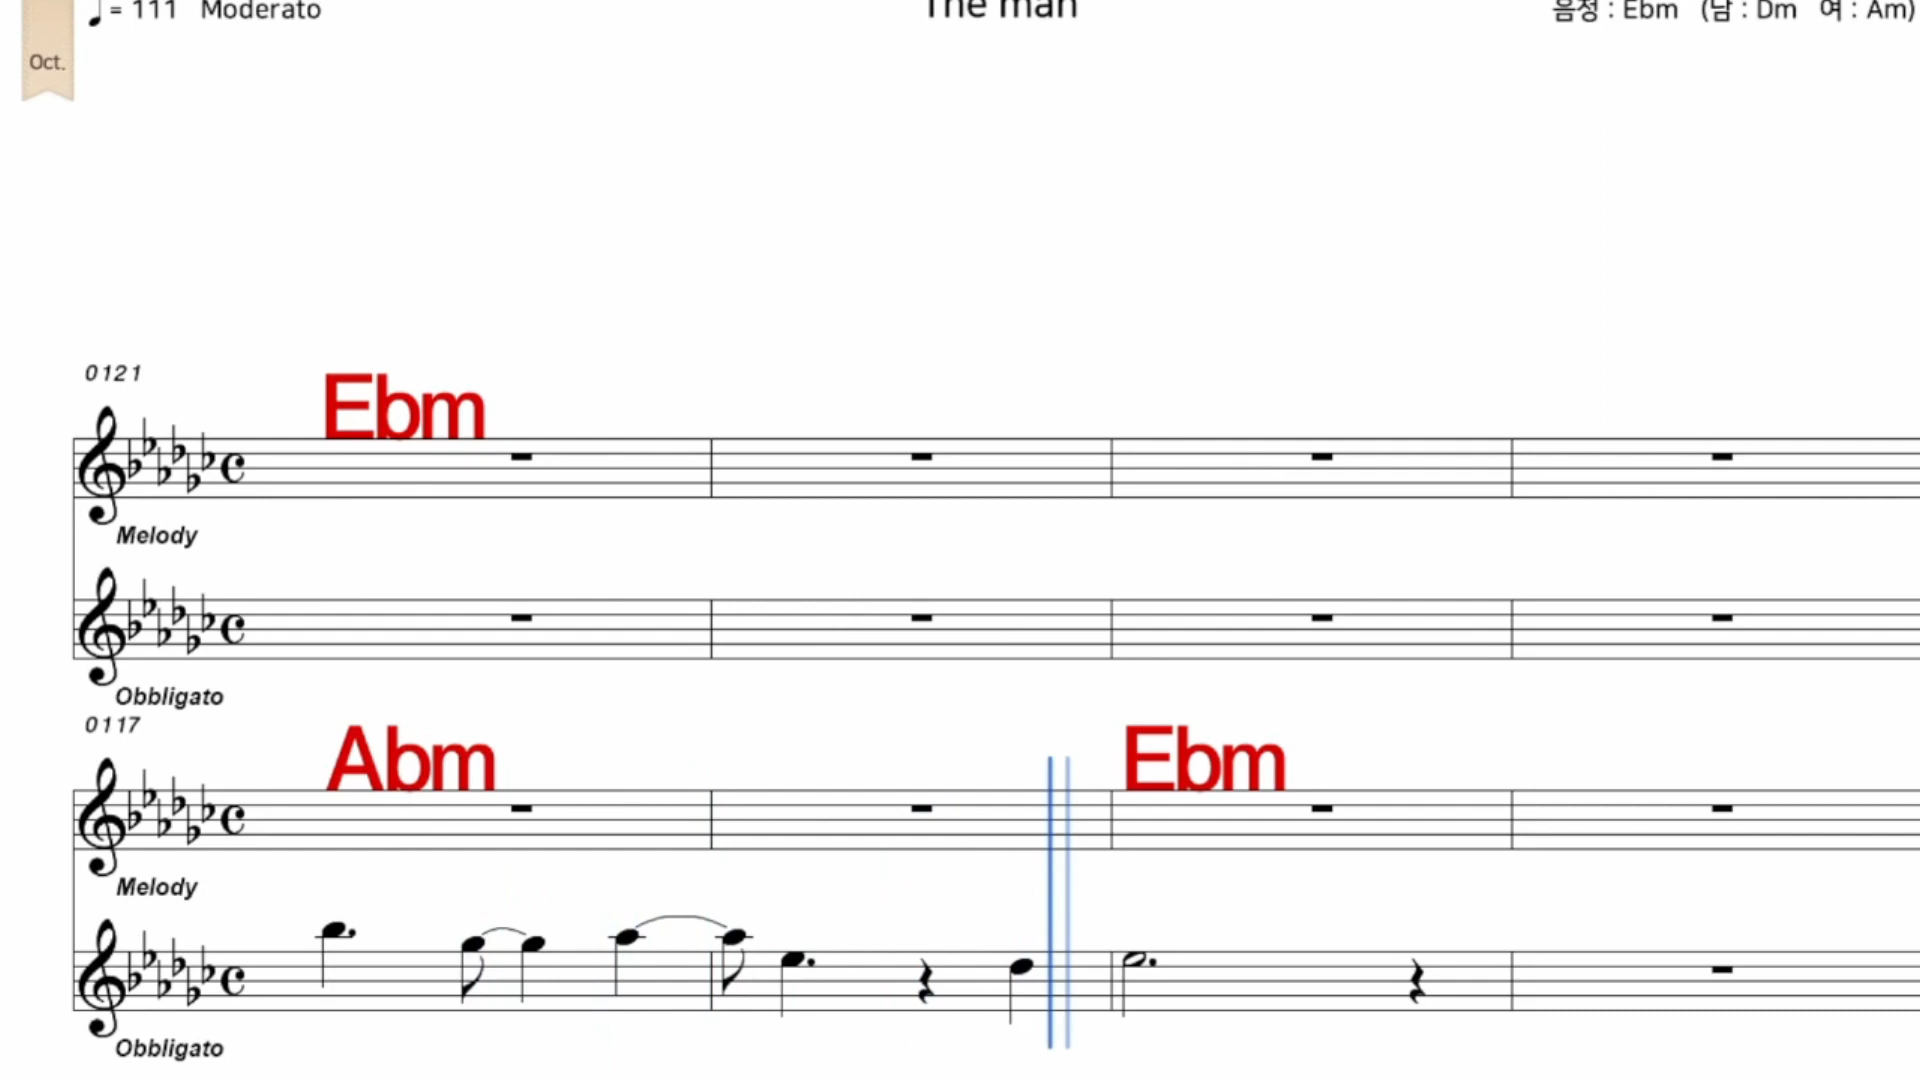 ♩ = 111 Moderato
The man
음정 : Ebm (남 : Dm 여 : Am)
Oct.
0121
Ebm
Melody
Obbligato
0117
Abm Ebm
Melody
Obbligato